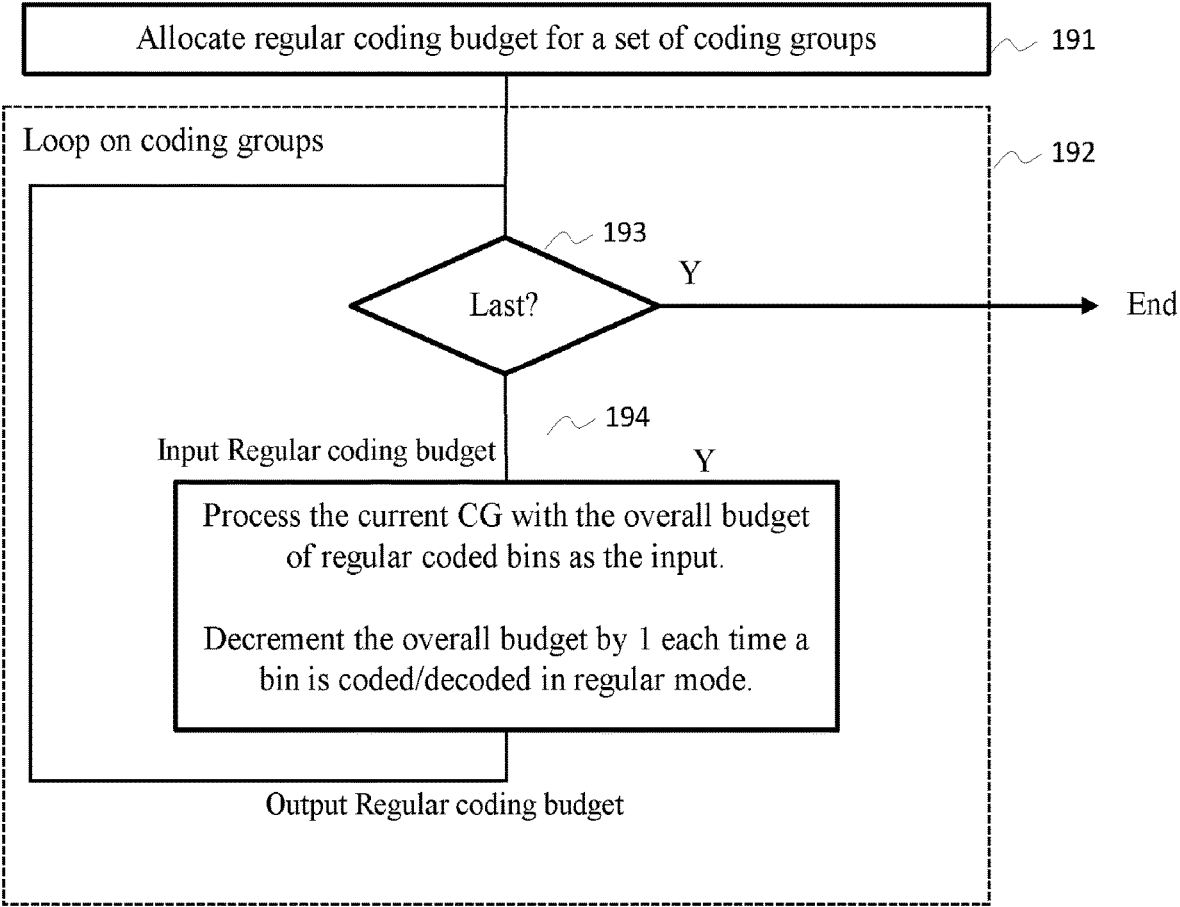 Allocate regular coding budget for a set of coding groups
191
Loop on coding groups
192
193
Y
Last?
End
194
Input Regular coding budget
Y
Process the current CG with the overall budget
of regular coded bins as the input.
Decrement the overall budget by 1 each time a
bin is coded/decoded in regular mode.
Output Regular coding budget